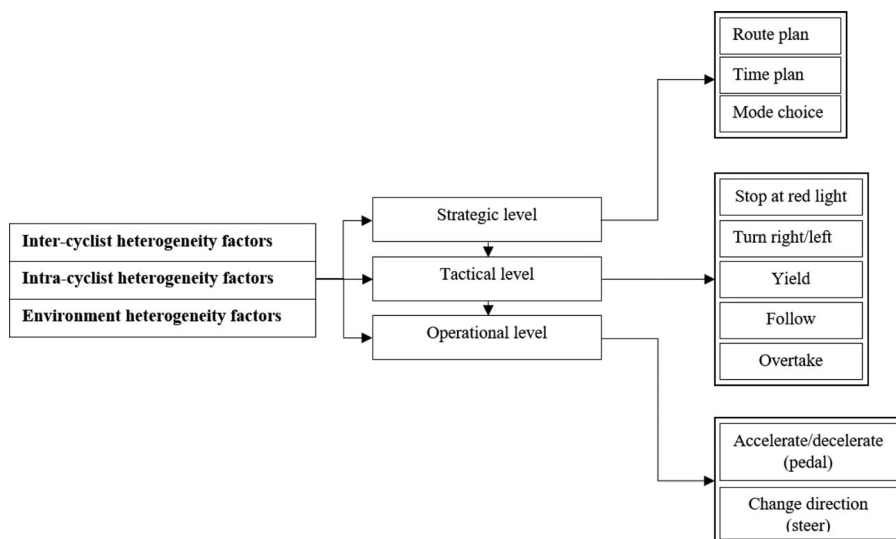 Inter-cyclist heterogeneity factors
Intra-cyclist heterogeneity factors
Environment heterogeneity factors
Strategic level
Tactical level
Operational level
Route plan
Time plan
Mode choice
Stop at red light
Turn right/left
Yield
Follow
Overtake
Accelerate/decelerate
(pedal)
Change direction
(steer)